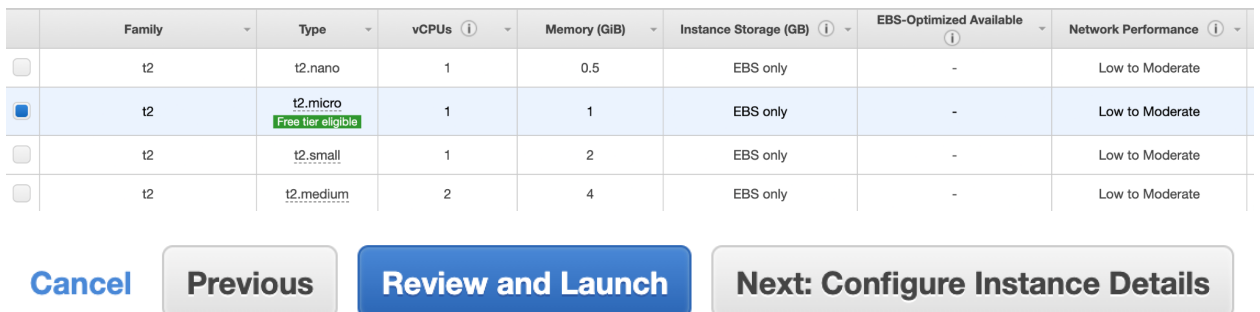 Family Type vCPUs Memory (GiB) Instance Storage (GB) EBS-Optimized Available Network Performance
t2 t2.nano 1 0.5 EBS only - Low to Moderate
t2 t2.micro 1 1 EBS only - Low to Moderate
Free tier eligible
t2 t2.small 1 2 EBS only - Low to Moderate
t2 t2.medium 2 4 EBS only - Low to Moderate
Cancel Previous Review and Launch Next: Configure Instance Details